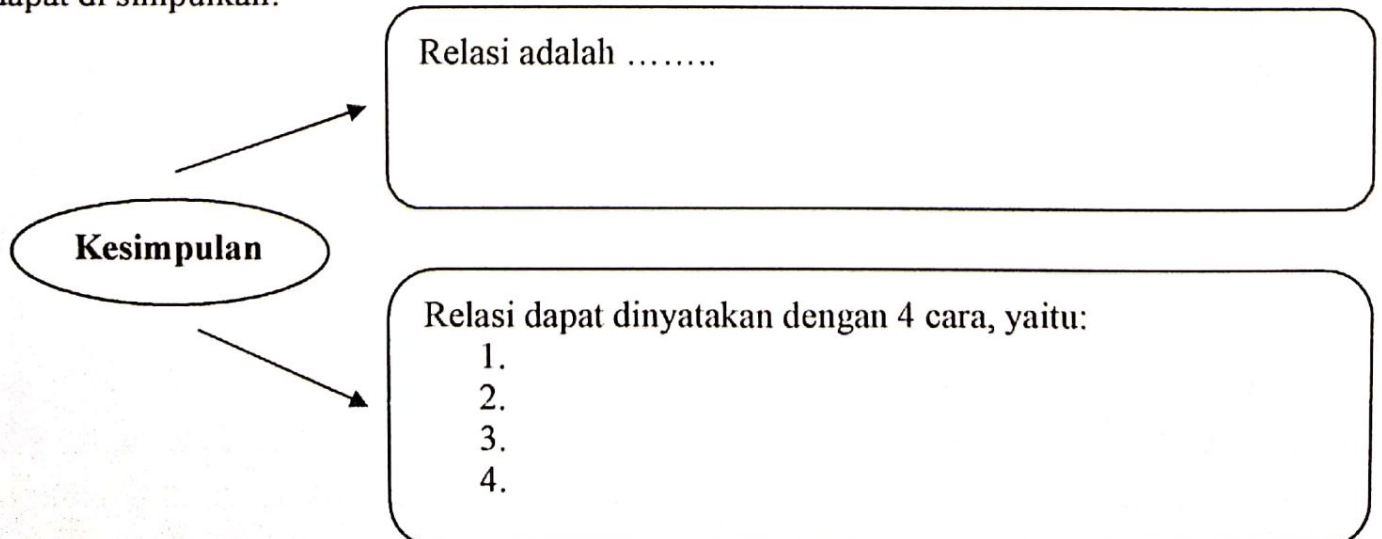 dapat di simpulkan:
Relasi adalah ........
Kesimpulan
Relasi dapat dinyatakan dengan 4 cara, yaitu:
1.
2.
3.
4.